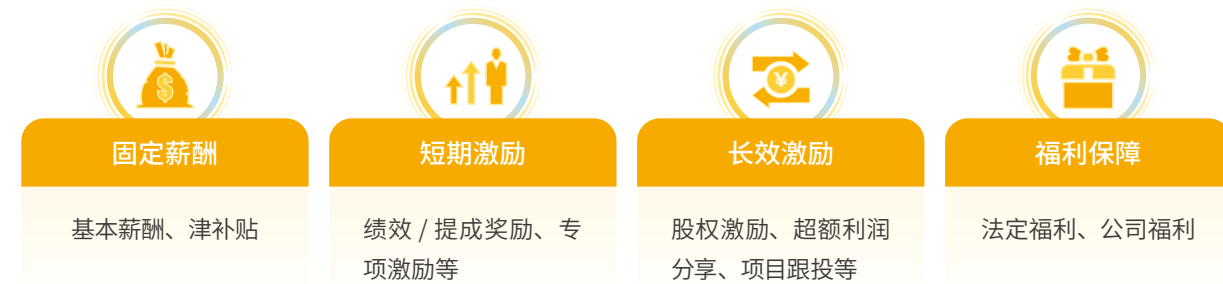 $
¥
固定薪酬
短期激励
长效激励
福利保障
基本薪酬、津补贴
绩效 / 提成奖励、专
项激励等
股权激励、超额利润
分享、项目跟投等
法定福利、公司福利